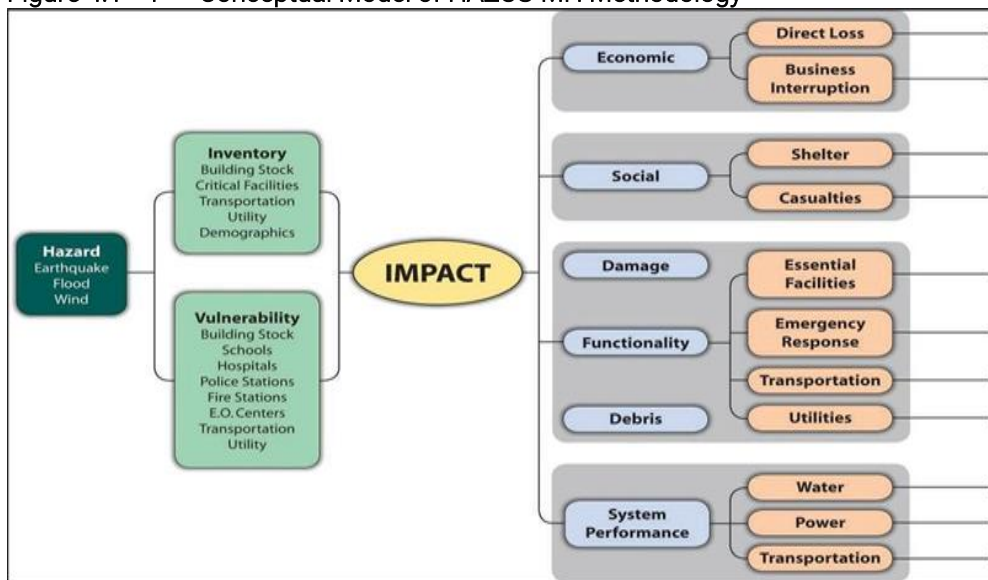 Hazard
Earthquake
Flood
Wind
Inventory
Building Stock
Critical Facilities
Transportation
Utility
Demographics
Vulnerability
Building Stock
Schools
Hospitals
Police Stations
Fire Stations
E.O. Centers
Transportation
Utility
IMPACT
Economic
Direct Loss
Business
Interruption
Social
Shelter
Casualties
Damage
Functionality
Debris
Essential
Facilities
Emergency
Response
Transportation
Utilities
System
Performance
Water
Power
Transportation